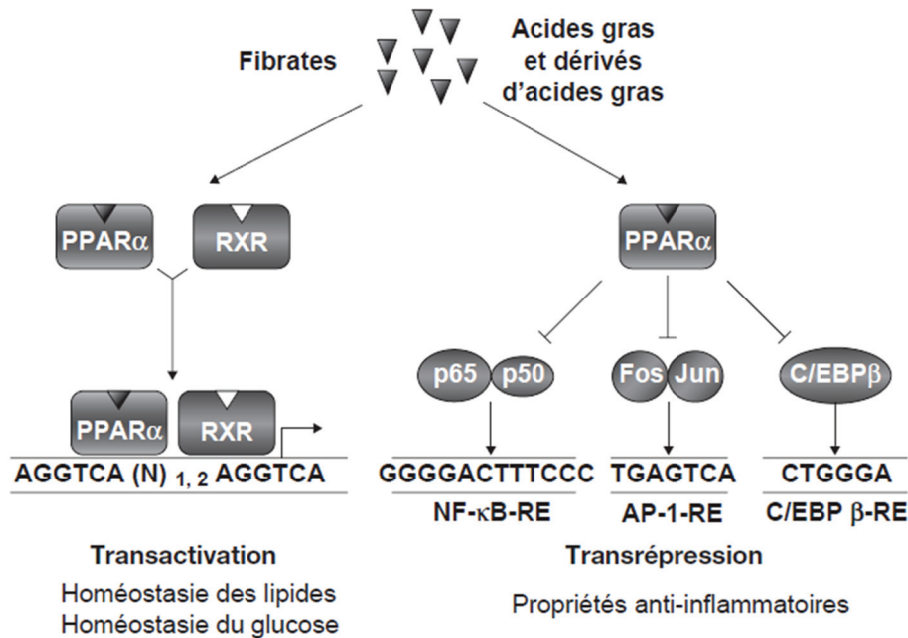 Fibrates
Acides gras
et dérivés
d'acides gras
PPARα
RXR
PPARα
RXR
AGGTCA (N) 1, 2 AGGTCA
Transactivation
Homéostasie des lipides
Homéostasie du glucose
PPARα
p65 p50
Fos Jun
C/EBPβ
GGGGACTTTCCC
TGAGTCA
CTGGGA
NF-κB-RE
AP-1-RE
C/EBP β-RE
Transrépression
Propriétés anti-inflammatoires